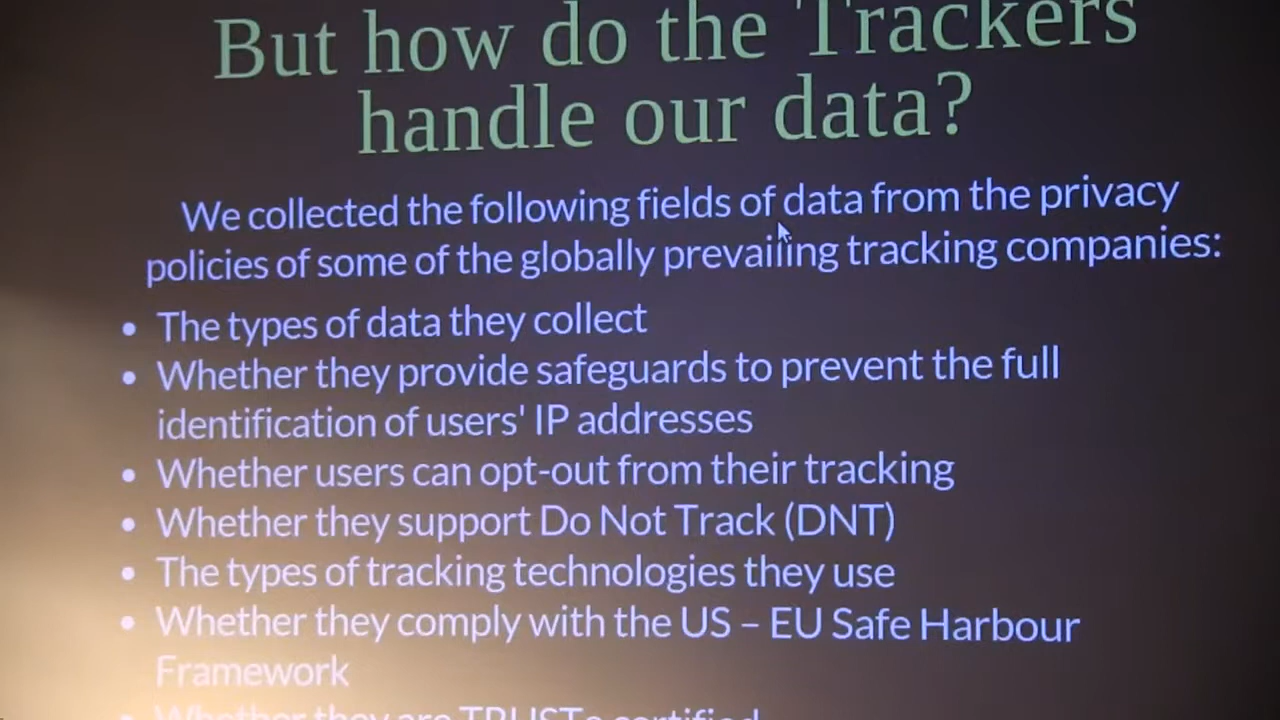 But how do the Trackers
handle our data?
We collected the following fields of data from the privacy
policies of some of the globally prevailing tracking companies:
• The types of data they collect
• Whether they provide safeguards to prevent the full
identification of users' IP addresses
• Whether users can opt-out from their tracking
• Whether they support Do Not Track (DNT)
• The types of tracking technologies they use
• Whether they comply with the US – EU Safe Harbour
Framework
• Whether they are TRUSTe certified